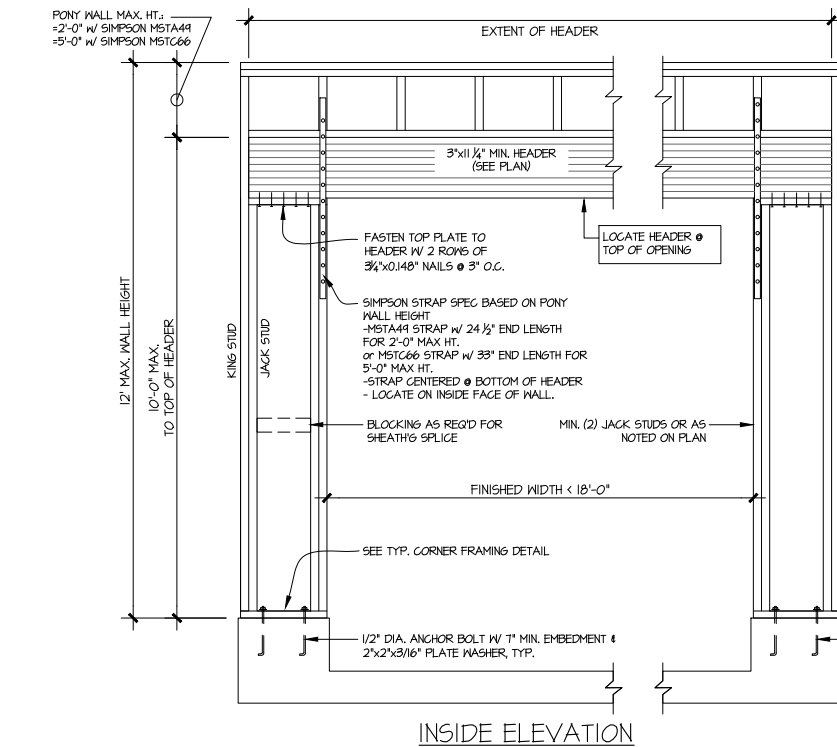 PONY WALL MAX. HT.:
=2'-0" W/ SIMPSON MSTA49
=5'-0" W/ SIMPSON MSTC66
EXTENT OF HEADER
3"x11 1/4" MIN. HEADER
(SEE PLAN)
FASTEN TOP PLATE TO
HEADER W/ 2 ROWS OF
3 1/4"x0.148" NAILS @ 3" O.C.
LOCATE HEADER @
TOP OF OPENING
SIMPSON STRAP SPEC BASED ON PONY
WALL HEIGHT
-MSTA49 STRAP W/ 24 1/2" END LENGTH
FOR 2'-0" MAX HT.
or MSTC66 STRAP W/ 33" END LENGTH FOR
5'-0" MAX HT.
-STRAP CENTERED @ BOTTOM OF HEADER
- LOCATE ON INSIDE FACE OF WALL.
12' MAX. WALL HEIGHT
10'-0" MAX.
TO TOP OF HEADER
KING STUD
JACK STUD
BLOCKING AS REQ'D FOR
SHEATH'G SPLICE
MIN. (2) JACK STUDS OR AS
NOTED ON PLAN
FINISHED WIDTH < 18'-0"
SEE TYP. CORNER FRAMING DETAIL
1/2" DIA. ANCHOR BOLT W/ 7" MIN. EMBEDMENT &
2"x2"x3/16" PLATE WASHER, TYP.
INSIDE ELEVATION